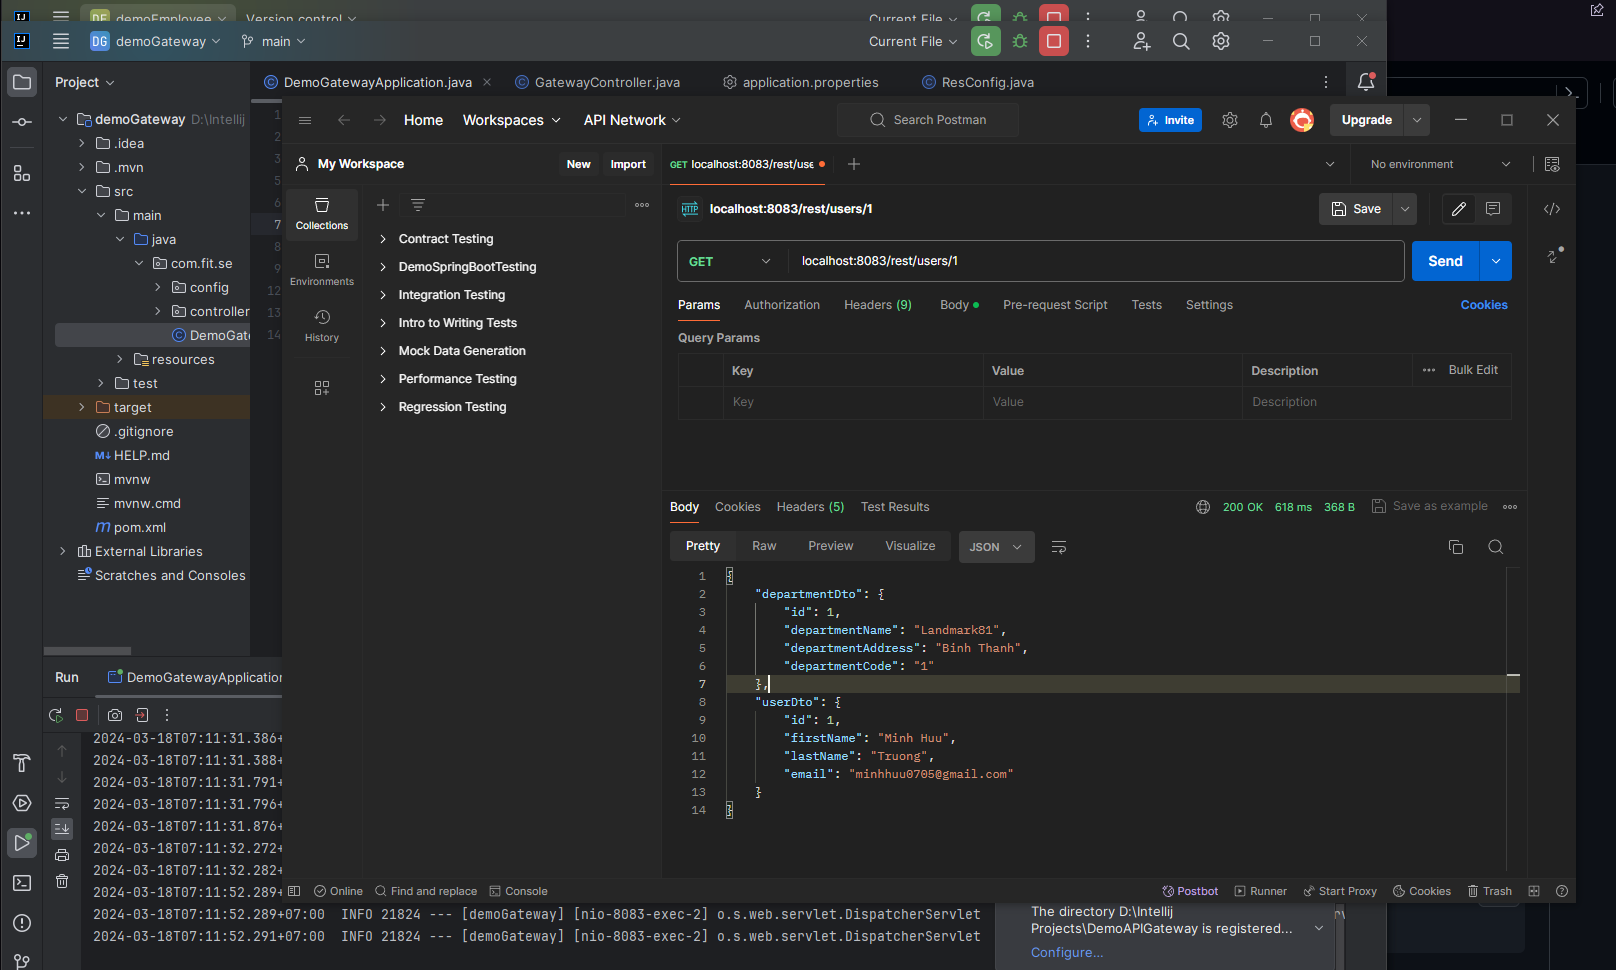 DE demoEmployee Version control Current File
DG demoGateway main Current File
Project
DemoGatewayApplication.java GatewayController.java application.properties ResConfig.java
demoGateway D:\Intellij
.idea
.mvn
src
main
java
com.fit.se
config
controller
DemoGat
resources
test
target
.gitignore
HELP.md
mvnw
mvnw.cmd
pom.xml
External Libraries
Scratches and Consoles
1
2
3
5
6
7
8
9
12
13
14
Home Workspaces API Network Search Postman Invite Upgrade
My Workspace New Import
GET localhost:8083/rest/use No environment
Collections
Environments
History
Contract Testing
DemoSpringBootTesting
Integration Testing
Intro to Writing Tests
Mock Data Generation
Performance Testing
Regression Testing
HTTP localhost:8083/rest/users/1 Save
GET localhost:8083/rest/users/1 Send
Params Authorization Headers (9) Body Pre-request Script Tests Settings Cookies
Query Params
Key Value Description Bulk Edit
Key Value Description
Body Cookies Headers (5) Test Results 200 OK 618 ms 368 B Save as example
Pretty Raw Preview Visualize JSON
1 {
2 "departmentDto": {
3 "id": 1,
4 "departmentName": "Landmark81",
5 "departmentAddress": "Binh Thanh",
6 "departmentCode": "1"
7 },
8 "userDto": {
9 "id": 1,
10 "firstName": "Minh Huu",
11 "lastName": "Truong",
12 "email": "minhhuu0705@gmail.com"
13 }
14 }
Online Find and replace Console Postbot Runner Start Proxy Cookies Trash
Run DemoGatewayApplication
2024-03-18T07:11:31.386+
2024-03-18T07:11:31.388+
2024-03-18T07:11:31.791+
2024-03-18T07:11:31.796+
2024-03-18T07:11:31.876+
2024-03-18T07:11:32.272+
2024-03-18T07:11:32.282+
2024-03-18T07:11:52.289+
2024-03-18T07:11:52.289+07:00 INFO 21824 --- [demoGateway] [nio-8083-exec-2] o.s.web.servlet.DispatcherServlet
2024-03-18T07:11:52.291+07:00 INFO 21824 --- [demoGateway] [nio-8083-exec-2] o.s.web.servlet.DispatcherServlet
The directory D:\Intellij
Projects\DemoAPIGateway is registered...
Configure...